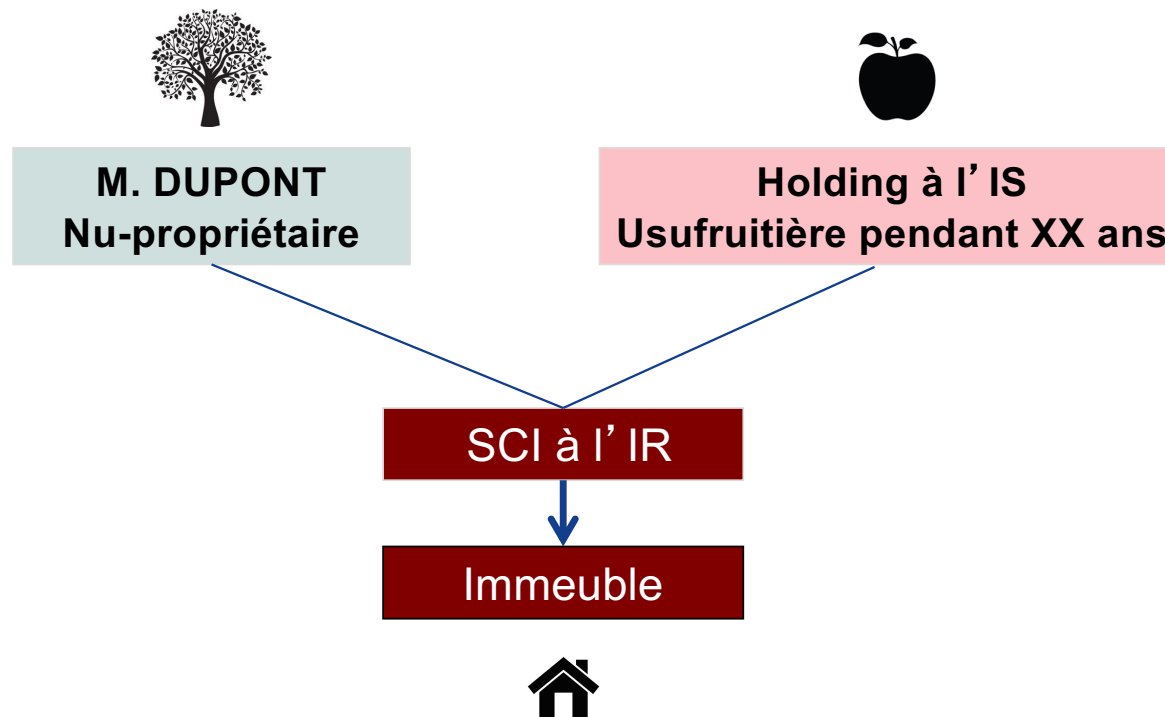 M. DUPONT
Nu-propriétaire
Holding à l’ IS
Usufruitière pendant XX ans
SCI à l’ IR
Immeuble